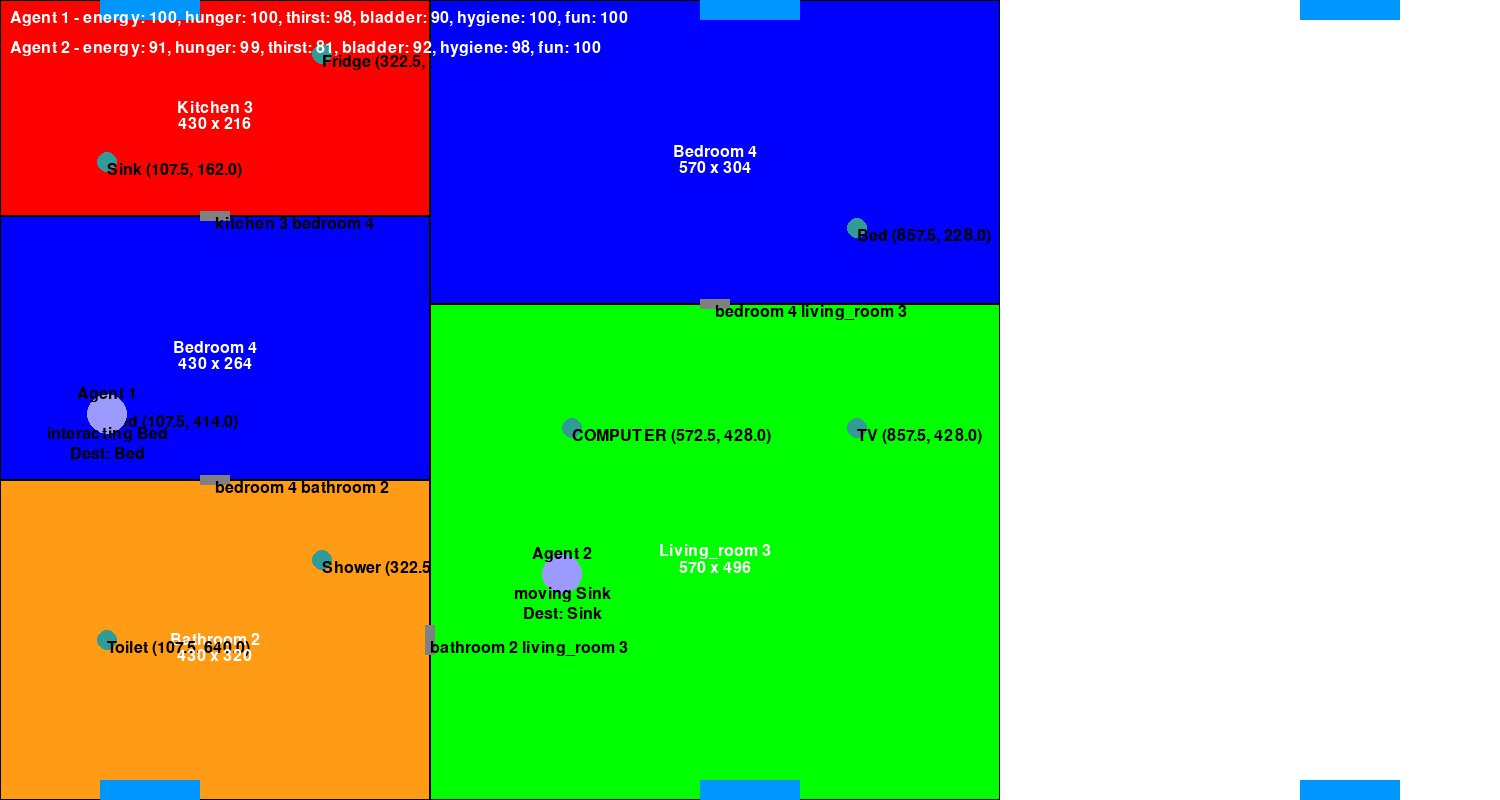 Agent 1 - energy: 100, hunger: 100, thirst: 98, bladder: 90, hygiene: 100, fun: 100
Agent 2 - energy: 91, hunger: 99, thirst: 81, bladder: 92, hygiene: 98, fun: 100
Fridge (322.5,
Kitchen 3
430 x 216
Sink (107.5, 162.0)
kitchen 3 bedroom 4
Bedroom 4
570 x 304
Bed (857.5, 228.0)
bedroom 4 living_room 3
Bedroom 4
430 x 264
Agent 1
d (107.5, 414.0)
interacting Bed
Dest: Bed
bedroom 4 bathroom 2
COMPUTER (572.5, 428.0)
TV (857.5, 428.0)
Shower (322.5
Agent 2
moving Sink
Dest: Sink
Living_room 3
570 x 496
Bathroom 2
Toilet (107.5, 640.0)
430 x 320
bathroom 2 living_room 3